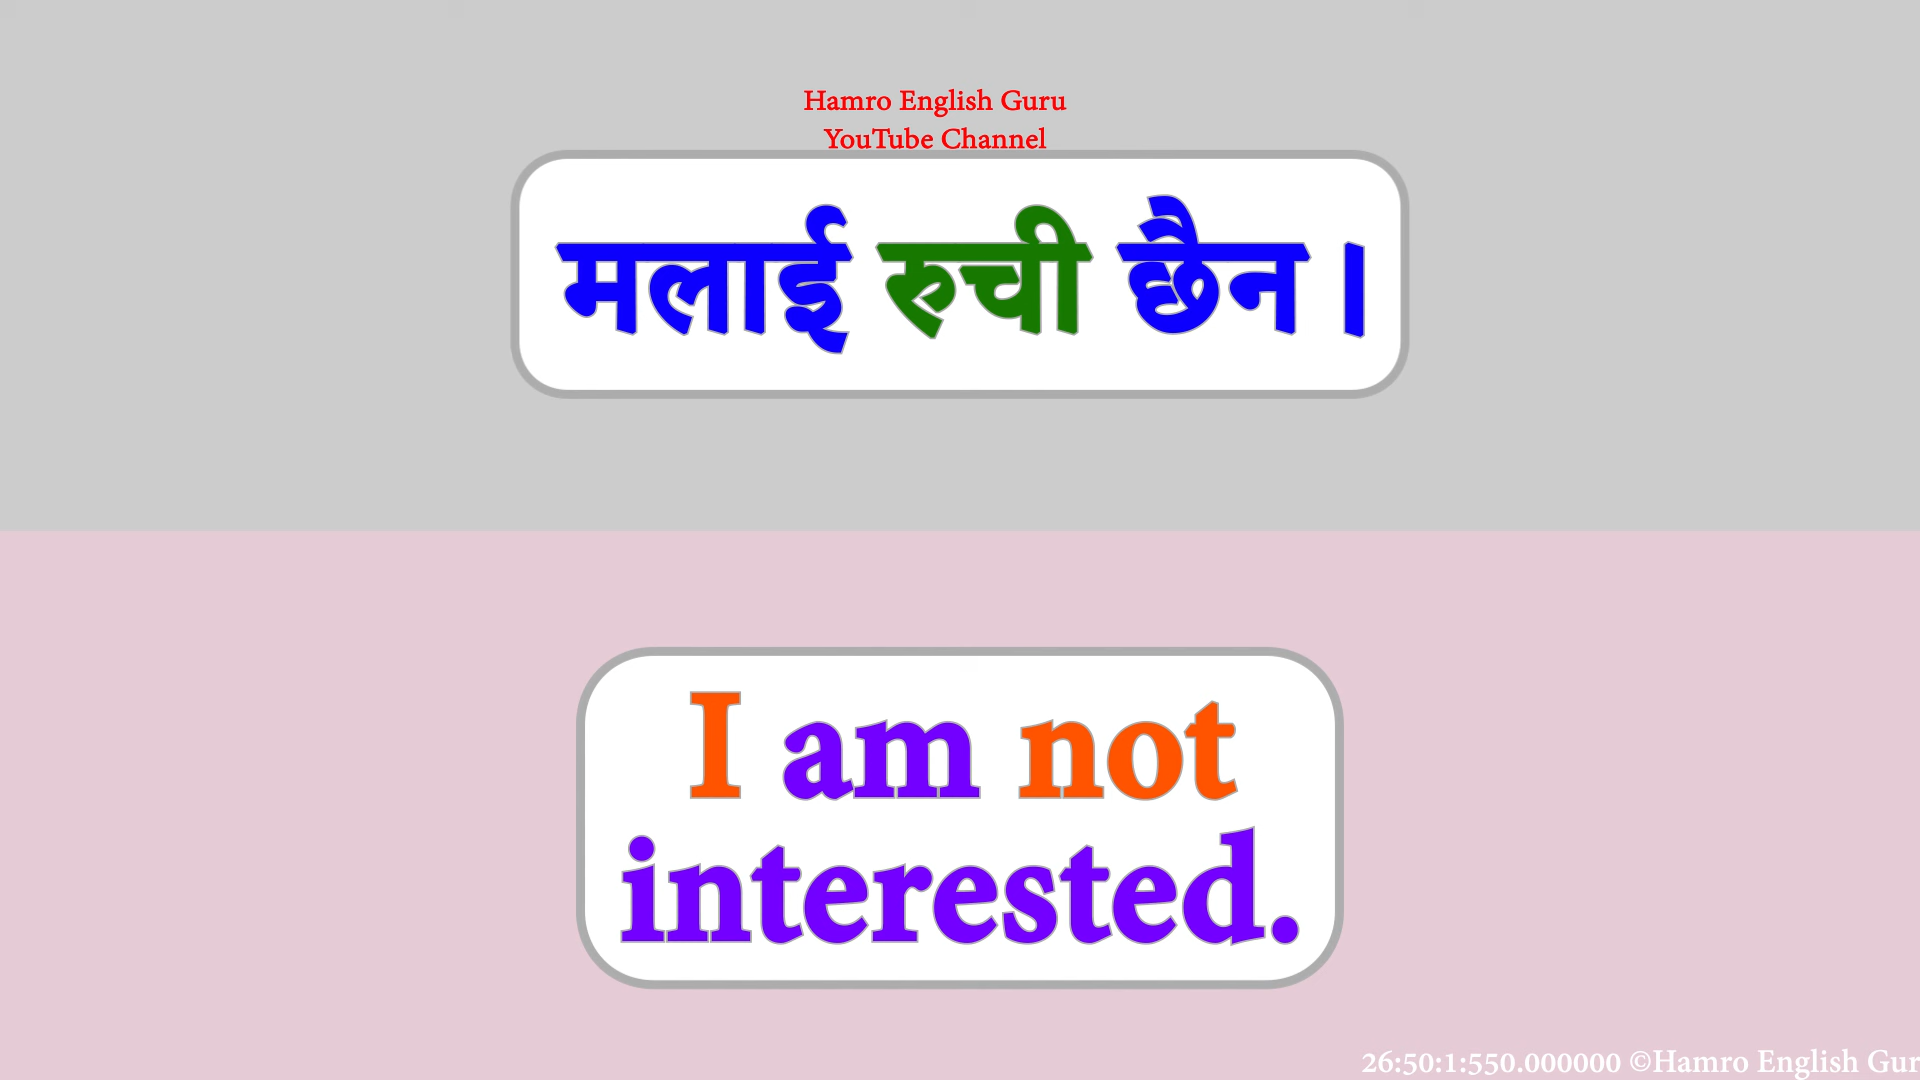 Hamro English Guru
YouTube Channel
मलाई रुची छैन ।
I am not
interested.
26:50:1:550.000000 ©Hamro English Gur